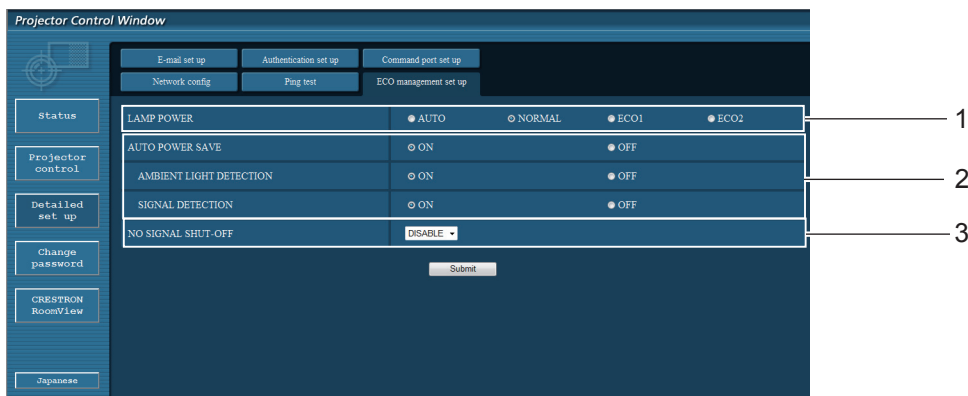 Projector Control Window
E-mail set up
Authentication set up
Command port set up
Network config
Ping test
ECO management set up
Status
Projector
control
Detailed
set up
Change
password
CRESTRON
RoomView
Japanese
LAMP POWER
AUTO
NORMAL
ECO1
ECO2
1
AUTO POWER SAVE
ON
OFF
AMBIENT LIGHT DETECTION
ON
OFF
2
SIGNAL DETECTION
ON
OFF
NO SIGNAL SHUT-OFF
DISABLE
3
Submit